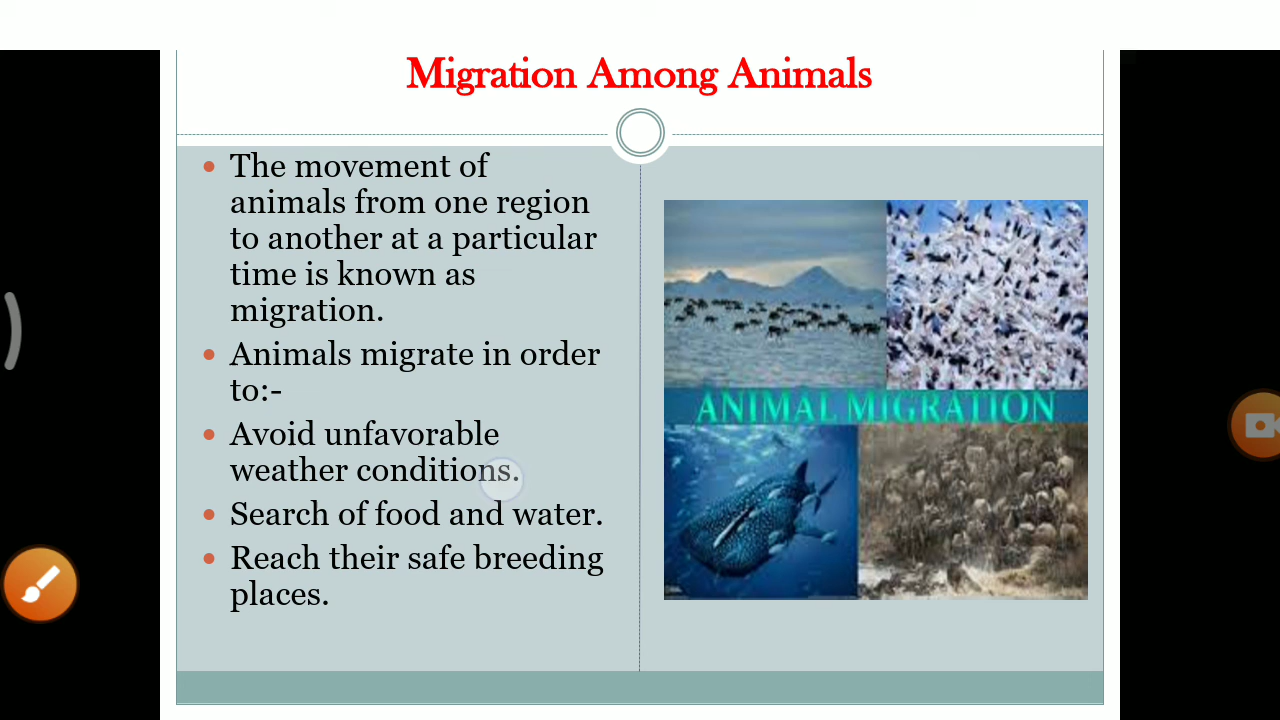 Migration Among Animals
The movement of
animals from one region
to another at a particular
time is known as
migration.
Animals migrate in order
to:-
Avoid unfavorable
weather conditions.
Search of food and water.
Reach their safe breeding
places.
ANIMAL MIGRATION